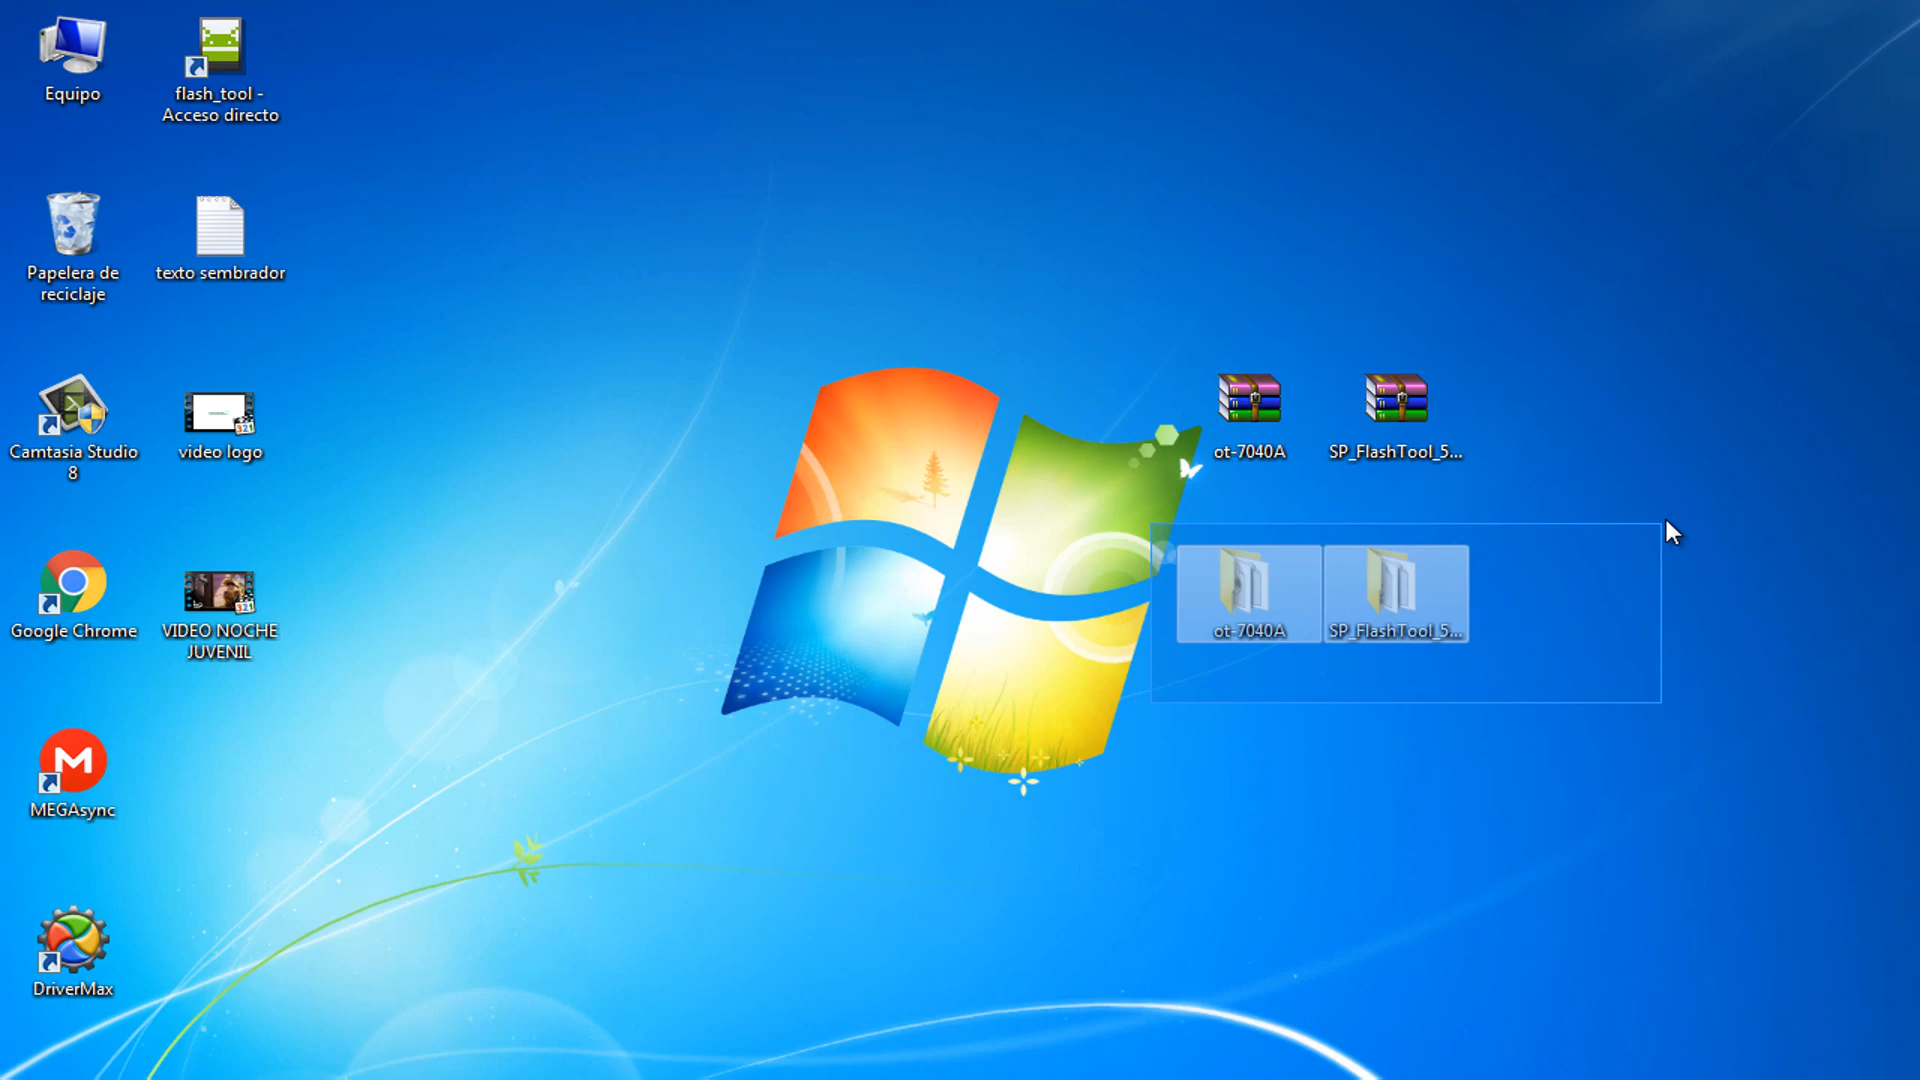 Equipo
flash_tool -
Acceso directo
Papelera de
reciclaje
texto sembrador
Camtasia Studio
8
video logo
ot-7040A
SP_FlashTool_5...
Google Chrome
VIDEO NOCHE
JUVENIL
ot-7040A
SP_FlashTool_5...
MEGAsync
DriverMax